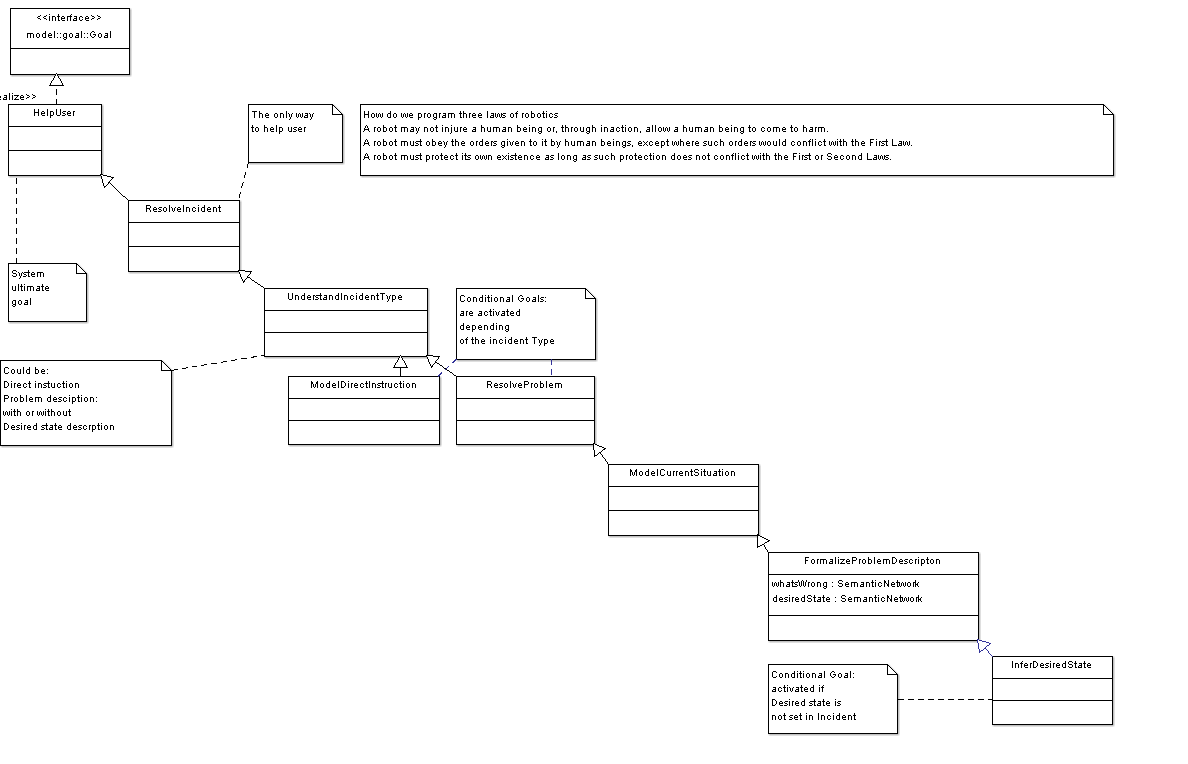 <<interface>>
model::goal::Goal
ealize>>
HelpUser
The only way
to help user
How do we program three laws of robotics
A robot may not injure a human being or, through inaction, allow a human being to come to harm.
A robot must obey the orders given to it by human beings, except where such orders would conflict with the First Law.
A robot must protect its own existence as long as such protection does not conflict with the First or Second Laws.
ResolveIncident
System
ultimate
goal
UnderstandIncidentType
Conditional Goals:
are activated
depending
of the incident Type
Could be:
Direct instuction
Problem desciption:
with or without
Desired state descrption
ModelDirectInstruction
ResolveProblem
ModelCurrentSituation
FormalizeProblemDescripton
whatsWrong : SemanticNetwork
desiredState : SemanticNetwork
InferDesiredState
Conditional Goal:
activated if
Desired state is
not set in Incident